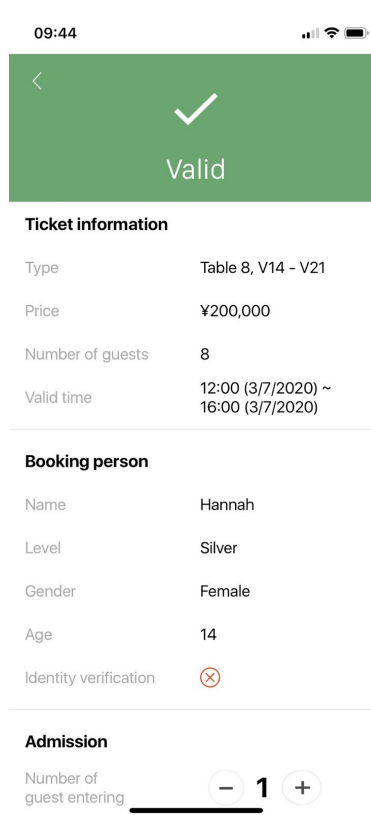 09:44
Valid
Ticket information
Type Table 8, V14 - V21
Price ¥200,000
Number of guests 8
Valid time 12:00 (3/7/2020) ~
16:00 (3/7/2020)
Booking person
Name Hannah
Level Silver
Gender Female
Age 14
Identity verification
Admission
Number of
guest entering − 1 +